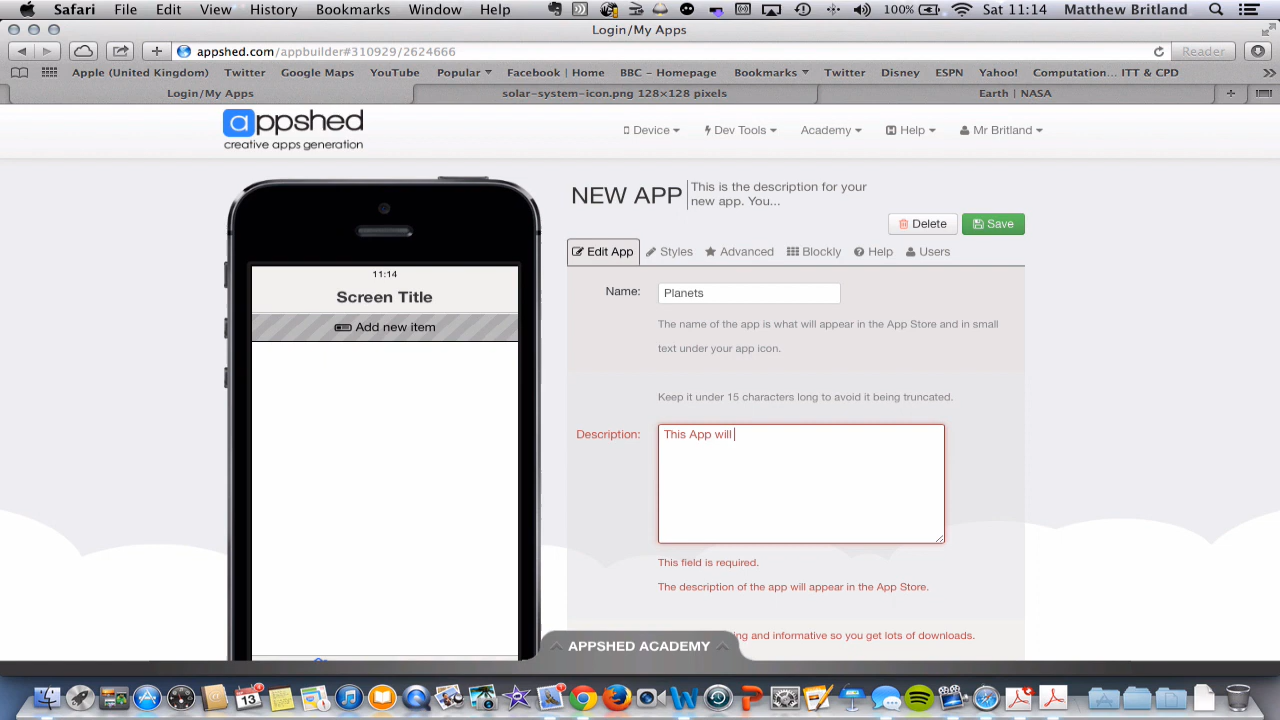 Safari File Edit View History Bookmarks Window Help 100% Sat 11:14 Matthew Britland
Login/My Apps
appshed.com/appbuilder#310929/2624666 Reader
Apple (United Kingdom) Twitter Google Maps YouTube Popular Facebook | Home BBC – Homepage Bookmarks Twitter Disney ESPN Yahoo! Computation... ITT & CPD
Login/My Apps solar-system-icon.png 128×128 pixels Earth | NASA
appshed
creative apps generation
Device Dev Tools Academy Help Mr Britland
NEW APP
This is the description for your
new app. You...
Delete Save
Edit App Styles Advanced Blockly Help Users
11:14
Screen Title
Add new item
Name: Planets
The name of the app is what will appear in the App Store and in small
text under your app icon.
Keep it under 15 characters long to avoid it being truncated.
Description: This App will
This field is required.
The description of the app will appear in the App Store.
and informative so you get lots of downloads.
APPSHED ACADEMY